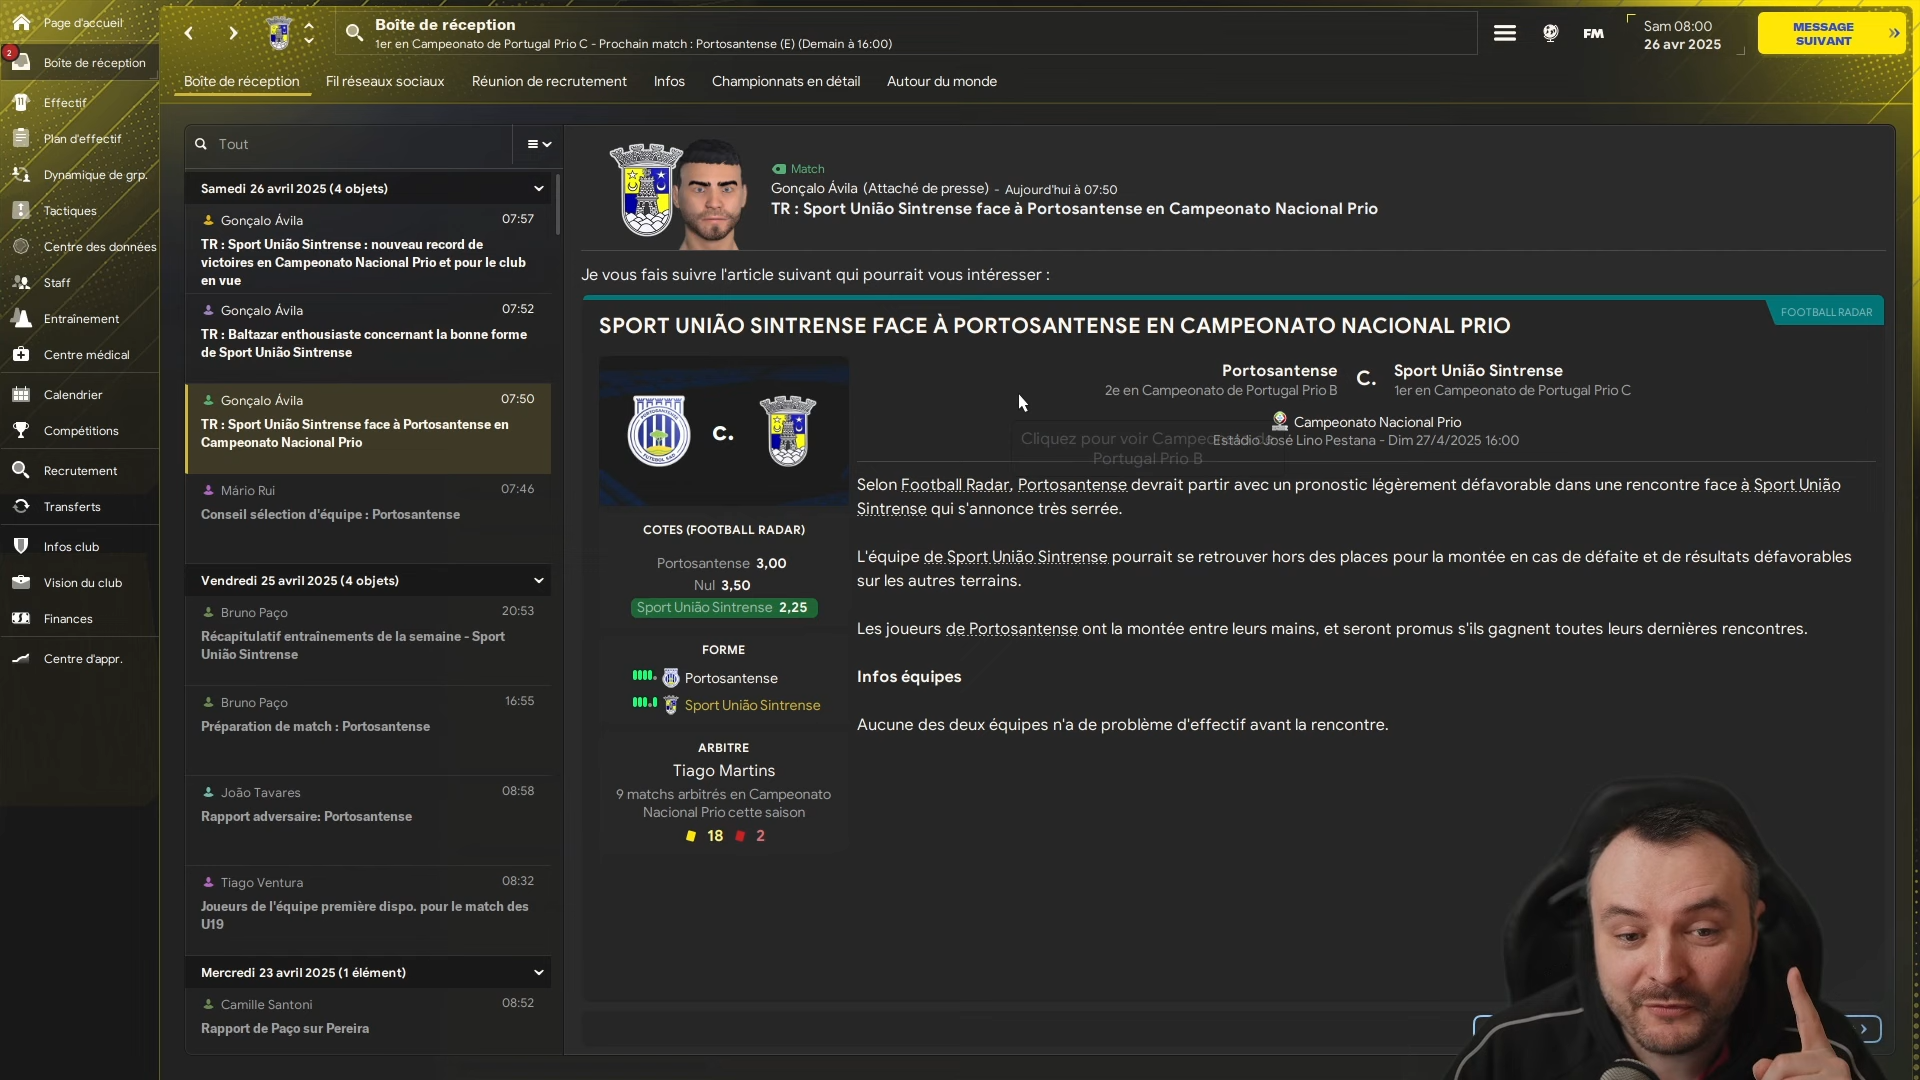 Page d'accueil
2
Boîte de réception
Effectif
Plan d'effectif
Dynamique de grp.
Tactiques
Centre des données
Staff
Entraînement
Centre médical
Calendrier
Compétitions
Recrutement
Transferts
Infos club
Vision du club
Finances
Centre d'appr.
Boîte de réception
1er en Campeonato de Portugal Prio C - Prochain match : Portosantense (E) (Demain à 16:00)
FM
Sam 08:00
26 avr 2025
MESSAGE
SUIVANT
Boîte de réception
Fil réseaux sociaux
Réunion de recrutement
Infos
Championnats en détail
Autour du monde
Tout
Samedi 26 avril 2025 (4 objets)
Gonçalo Ávila 07:57
TR : Sport União Sintrense : nouveau record de
victoires en Campeonato Nacional Prio et pour le club
en vue
Gonçalo Ávila 07:52
TR : Baltazar enthousiaste concernant la bonne forme
de Sport União Sintrense
Gonçalo Ávila 07:50
TR : Sport União Sintrense face à Portosantense en
Campeonato Nacional Prio
Mário Rui 07:46
Conseil sélection d'équipe : Portosantense
Vendredi 25 avril 2025 (4 objets)
Bruno Paço 20:53
Récapitulatif entraînements de la semaine - Sport
União Sintrense
Bruno Paço 16:55
Préparation de match : Portosantense
João Tavares 08:58
Rapport adversaire: Portosantense
Tiago Ventura 08:32
Joueurs de l'équipe première dispo. pour le match des
U19
Mercredi 23 avril 2025 (1 élément)
Camille Santoni 08:52
Rapport de Paço sur Pereira
Match
Gonçalo Ávila (Attaché de presse) - Aujourd'hui à 07:50
TR : Sport União Sintrense face à Portosantense en Campeonato Nacional Prio
Je vous fais suivre l'article suivant qui pourrait vous intéresser :
FOOTBALL RADAR
SPORT UNIÃO SINTRENSE FACE À PORTOSANTENSE EN CAMPEONATO NACIONAL PRIO
C.
COTES (FOOTBALL RADAR)
Portosantense 3,00
Nul 3,50
Sport União Sintrense 2,25
FORME
Portosantense
Sport União Sintrense
ARBITRE
Tiago Martins
9 matchs arbitrés en Campeonato
Nacional Prio cette saison
18 2
Portosantense C. Sport União Sintrense
2e en Campeonato de Portugal Prio B 1er en Campeonato de Portugal Prio C
Campeonato Nacional Prio
Cliquez pour voir Campeonato de
Portugal Prio B
Estádio José Lino Pestana - Dim 27/4/2025 16:00
Selon Football Radar, Portosantense devrait partir avec un pronostic légèrement défavorable dans une rencontre face à Sport União
Sintrense qui s'annonce très serrée.
L'équipe de Sport União Sintrense pourrait se retrouver hors des places pour la montée en cas de défaite et de résultats défavorables
sur les autres terrains.
Les joueurs de Portosantense ont la montée entre leurs mains, et seront promus s'ils gagnent toutes leurs dernières rencontres.
Infos équipes
Aucune des deux équipes n'a de problème d'effectif avant la rencontre.